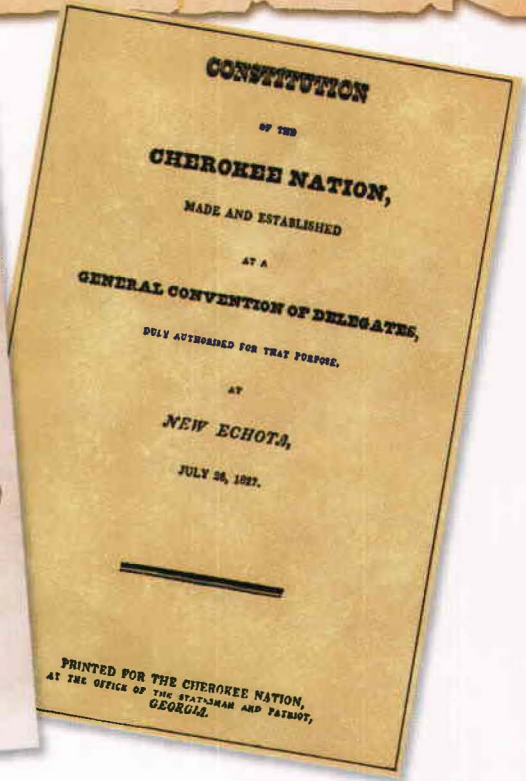 CONSTITUTION
OF THE
CHEROKEE NATION,
MADE AND ESTABLISHED
AT A
GENERAL CONVENTION OF DELEGATES,
DULY AUTHORISED FOR THAT PURPOSE,
AT
NEW ECHOTA,
JULY 26, 1827.
PRINTED FOR THE CHEROKEE NATION,
AT THE OFFICE OF THE STATESMAN AND PATRIOT,
GEORGIA.